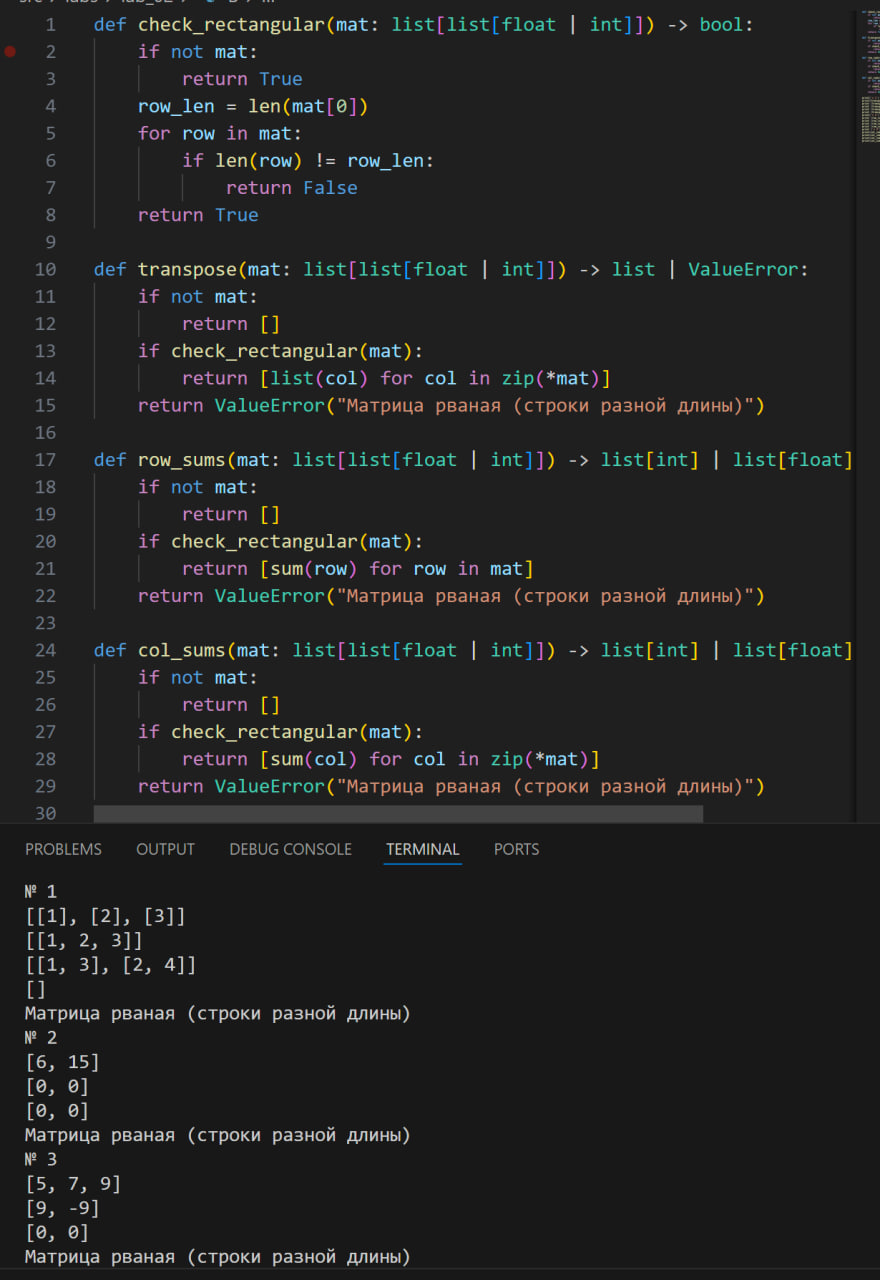 1 def check_rectangular(mat: list[list[float | int]]) -> bool:
2 if not mat:
3 return True
4 row_len = len(mat[0])
5 for row in mat:
6 if len(row) != row_len:
7 return False
8 return True
9
10 def transpose(mat: list[list[float | int]]) -> list | ValueError:
11 if not mat:
12 return []
13 if check_rectangular(mat):
14 return [list(col) for col in zip(*mat)]
15 return ValueError("Матрица рваная (строки разной длины)")
16
17 def row_sums(mat: list[list[float | int]]) -> list[int] | list[float]
18 if not mat:
19 return []
20 if check_rectangular(mat):
21 return [sum(row) for row in mat]
22 return ValueError("Матрица рваная (строки разной длины)")
23
24 def col_sums(mat: list[list[float | int]]) -> list[int] | list[float]
25 if not mat:
26 return []
27 if check_rectangular(mat):
28 return [sum(col) for col in zip(*mat)]
29 return ValueError("Матрица рваная (строки разной длины)")
30
PROBLEMS OUTPUT DEBUG CONSOLE TERMINAL PORTS
№ 1
[[1], [2], [3]]
[[1, 2, 3]]
[[1, 3], [2, 4]]
[]
Матрица рваная (строки разной длины)
№ 2
[6, 15]
[0, 0]
[0, 0]
Матрица рваная (строки разной длины)
№ 3
[5, 7, 9]
[9, -9]
[0, 0]
Матрица рваная (строки разной длины)